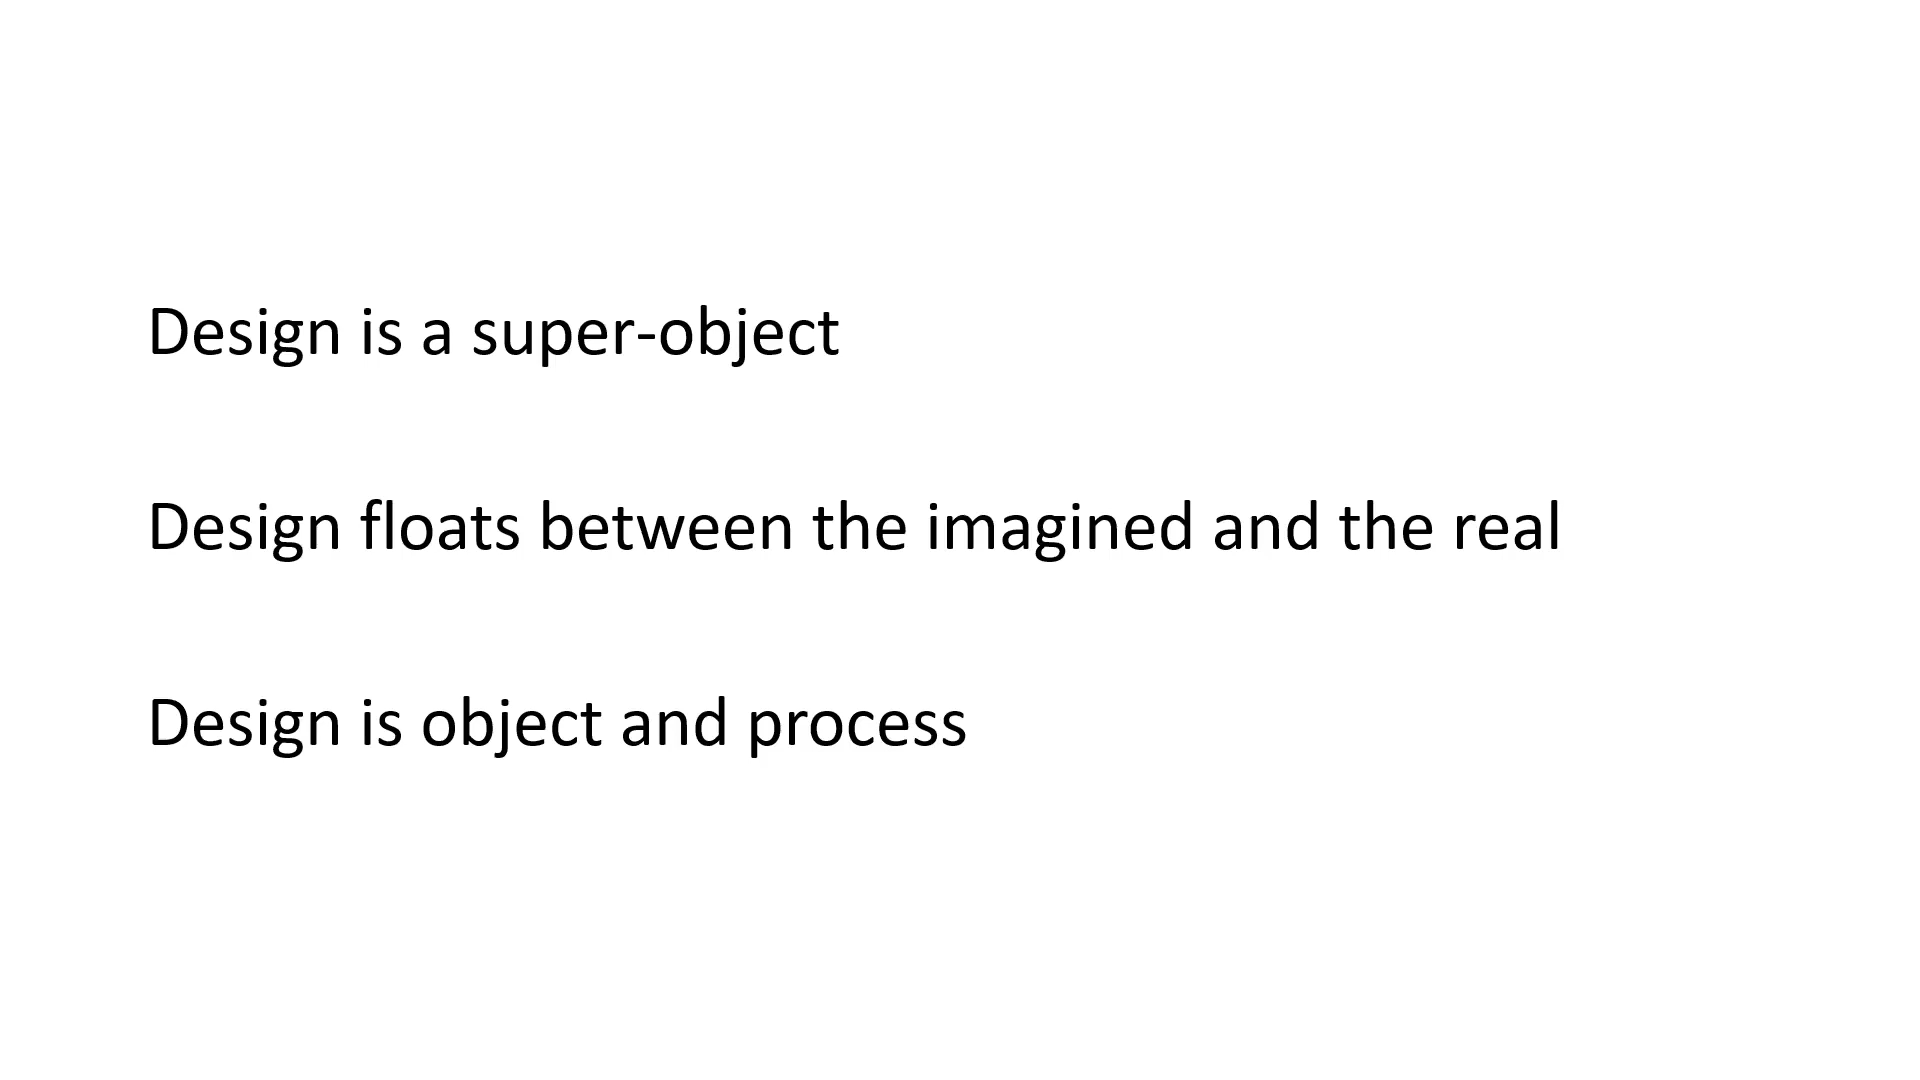 Design is a super-object
Design floats between the imagined and the real
Design is object and process